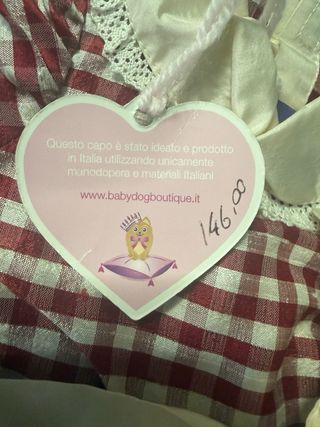 Questo capo è stato ideato e prodotto
in Italia utilizzando unicamente
manodopera e materiali Italiani
www.babydogboutique.it
146,00